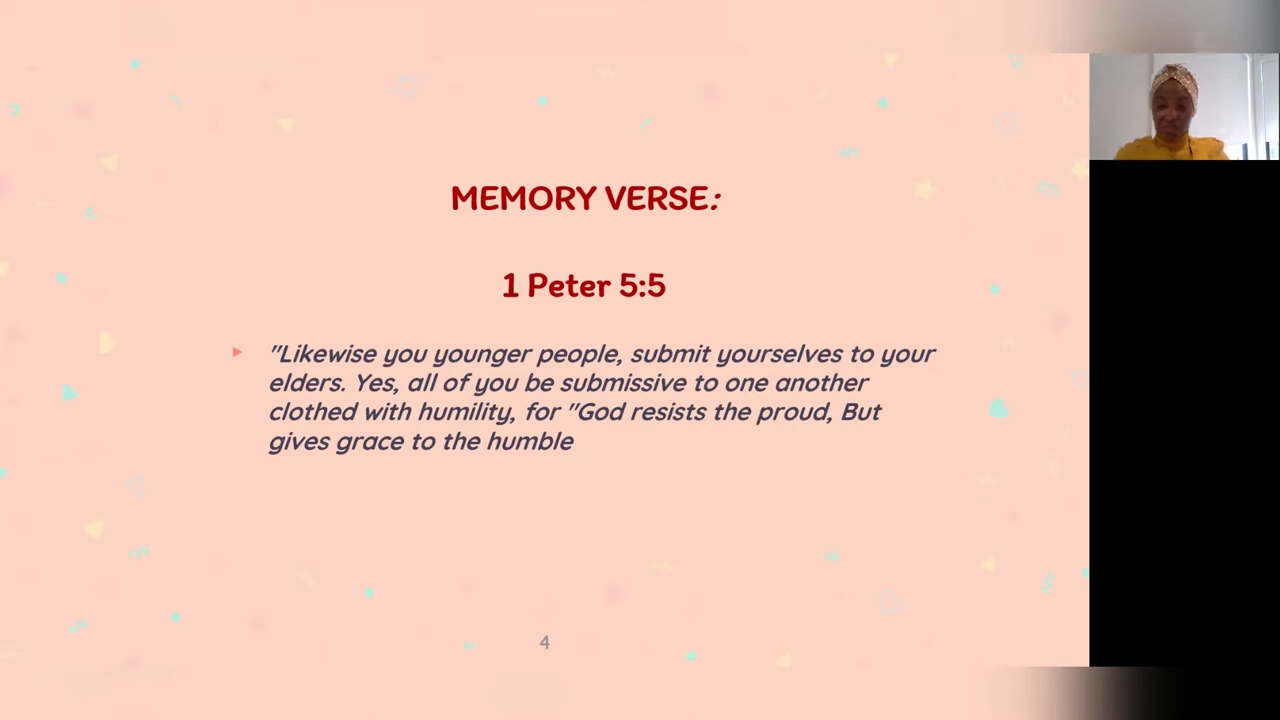 MEMORY VERSE:
1 Peter 5:5
"Likewise you younger people, submit yourselves to your
elders. Yes, all of you be submissive to one another
clothed with humility, for "God resists the proud, But
gives grace to the humble
4